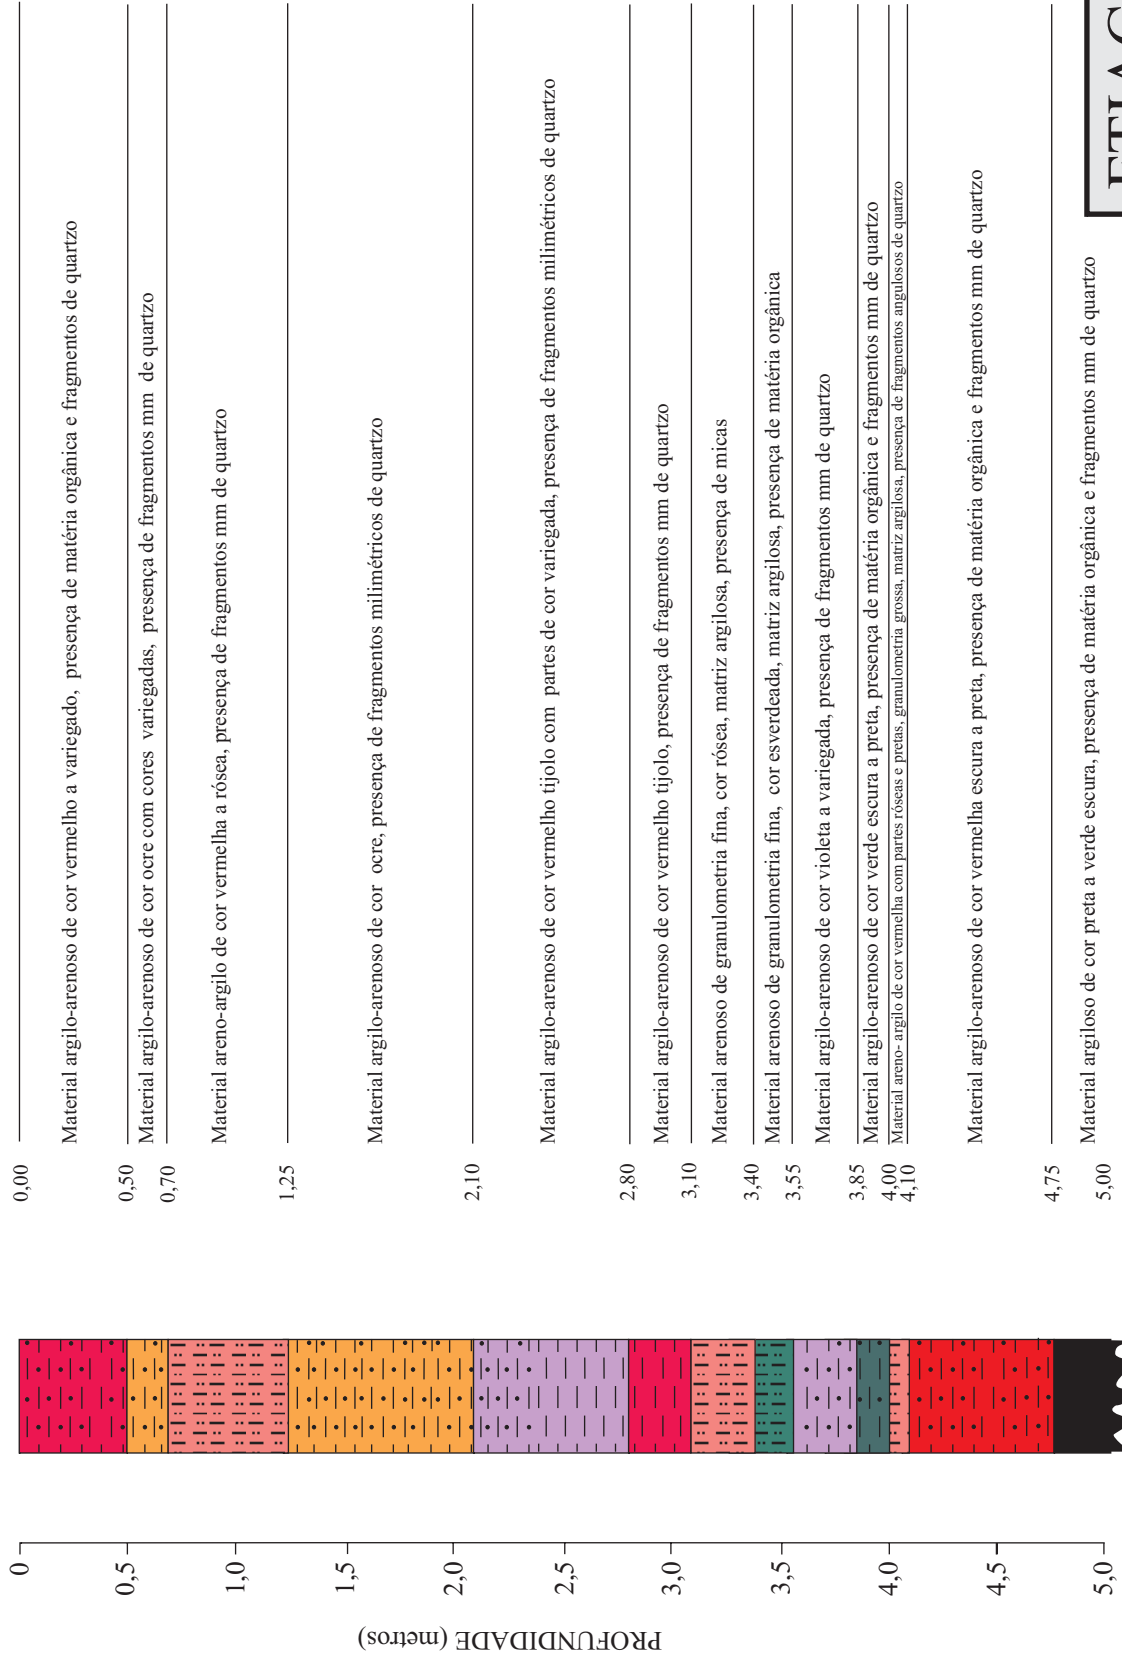 0,00
Material argilo-arenoso de cor vermelho a variegado, presença de matéria orgânica e fragmentos de quartzo
0,50
Material argilo-arenoso de cor ocre com cores variegadas, presença de fragmentos mm de quartzo
0,70
Material areno-argilo de cor vermelha a rósea, presença de fragmentos mm de quartzo
1,25
Material argilo-arenoso de cor ocre, presença de fragmentos milimétricos de quartzo
2,10
Material argilo-arenoso de cor vermelho tijolo com partes de cor variegada, presença de fragmentos milimétricos de quartzo
2,80
Material argilo-arenoso de cor vermelho tijolo, presença de fragmentos mm de quartzo
3,10
Material arenoso de granulometria fina, cor rósea, matriz argilosa, presença de micas
3,40
Material arenoso de granulometria fina, cor esverdeada, matriz argilosa, presença de matéria orgânica
3,55
Material argilo-arenoso de cor violeta a variegada, presença de fragmentos mm de quartzo
3,85
Material argilo-arenoso de cor verde escura a preta, presença de matéria orgânica e fragmentos mm de quartzo
4,00
Material areno- argilo de cor vermelha com partes róseas e pretas, granulometria grossa, matriz argilosa, presença de fragmentos angulosos de quartzo
4,10
Material argilo-arenoso de cor vermelha escura a preta, presença de matéria orgânica e fragmentos mm de quartzo
4,75
Material argiloso de cor preta a verde escura, presença de matéria orgânica e fragmentos mm de quartzo
5,00
0
0,5
1,0
1,5
2,0
2,5
3,0
3,5
4,0
4,5
5,0
PROFUNDIDADE (metros)